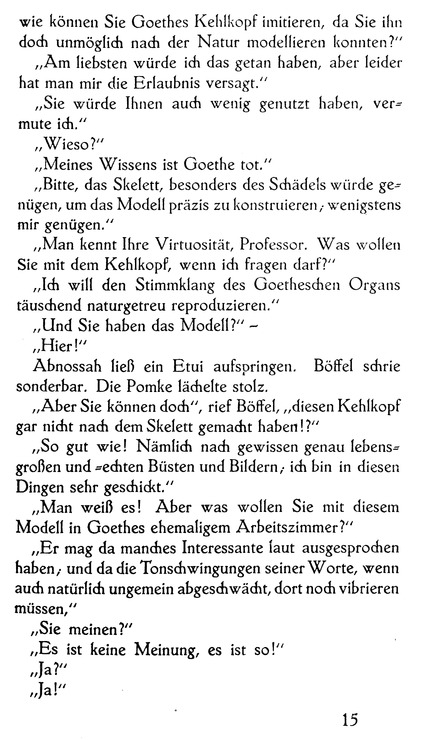 wie können Sie Goethes Kehlkopf imitieren, da Sie ihn
doch unmöglich nach der Natur modellieren konnten?“
„Am liebsten würde ich das getan haben, aber leider
hat man mir die Erlaubnis versagt.“
„Sie würde Ihnen auch wenig genutzt haben, ver-
mute ich.“
„Wieso?“
„Meines Wissens ist Goethe tot.“
„Bitte, das Skelett, besonders des Schädels würde ge-
nügen, um das Modell präzis zu konstruieren; wenigstens
mir genügen.“
„Man kennt Ihre Virtuosität, Professor. Was wollen
Sie mit dem Kehlkopf, wenn ich fragen darf?“
„Ich will den Stimmklang des Goetheschen Organs
täuschend naturgetreu reproduzieren.“
„Und Sie haben das Modell?“ –
„Hier!“
Abnossah ließ ein Etui aufspringen. Böffel schrie
sonderbar. Die Pomke lächelte stolz.
„Aber Sie können doch“, rief Böffel, „diesen Kehlkopf
gar nicht nach dem Skelett gemacht haben!?“
„So gut wie! Nämlich nach gewissen genau lebens-
großen und -echten Büsten und Bildern; ich bin in diesen
Dingen sehr geschickt.“
„Man weiß es! Aber was wollen Sie mit diesem
Modell in Goethes ehemaligem Arbeitszimmer?“
„Er mag da manches Interessante laut ausgesprochen
haben; und da die Tonschwingungen seiner Worte, wenn
auch natürlich ungemein abgeschwächt, dort noch vibrieren
müssen,“
„Sie meinen?“
„Es ist keine Meinung, es ist so!“
„Ja?“
„Ja!“
15